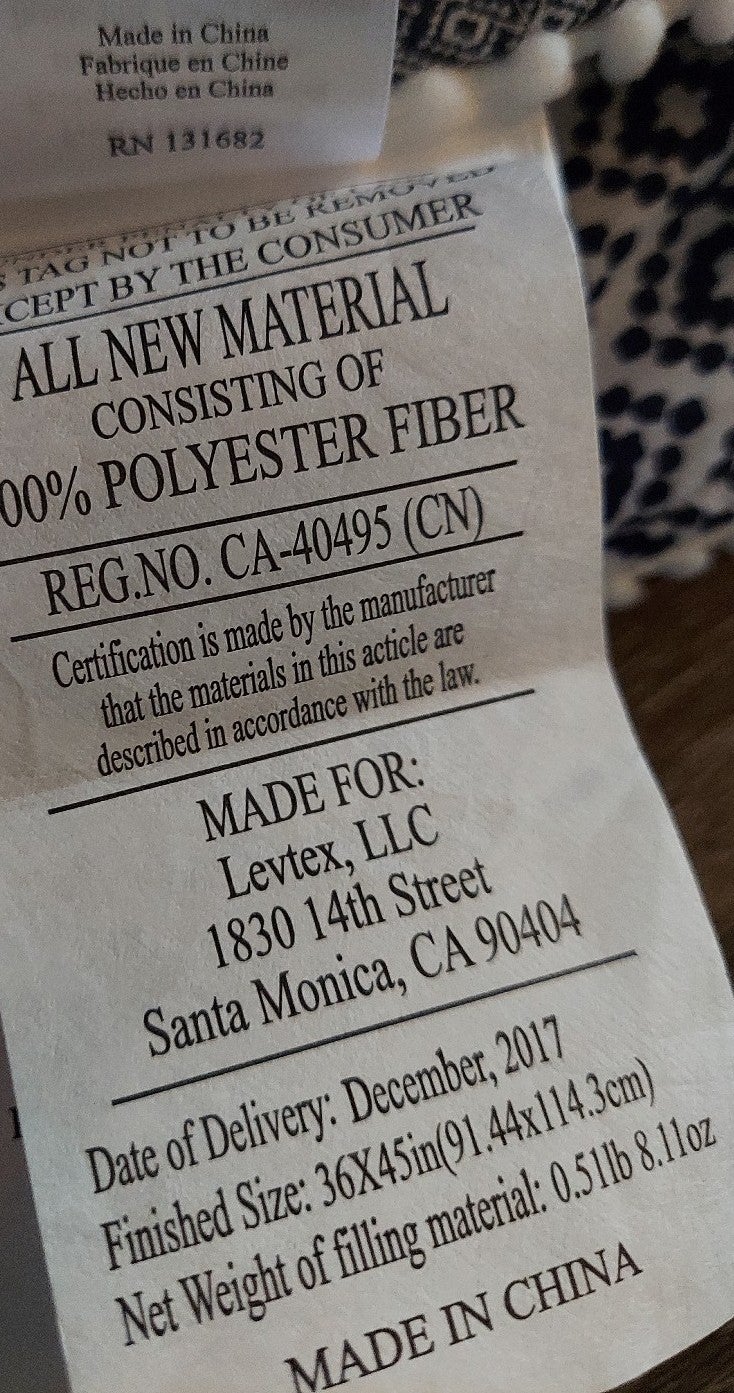 Made in China
Fabrique en Chine
Hecho en China
RN 131682
TAG NOT TO BE REMOVED
CEPT BY THE CONSUMER
ALL NEW MATERIAL
CONSISTING OF
00% POLYESTER FIBER
REG.NO. CA-40495 (CN)
Certification is made by the manufacturer
that the materials in this acticle are
described in accordance with the law.
MADE FOR:
Levtex, LLC
1830 14th Street
Santa Monica, CA 90404
Date of Delivery: December, 2017
Finished Size: 36X45in(91.44x114.3cm)
Net Weight of filling material: 0.51lb 8.11oz
MADE IN CHINA